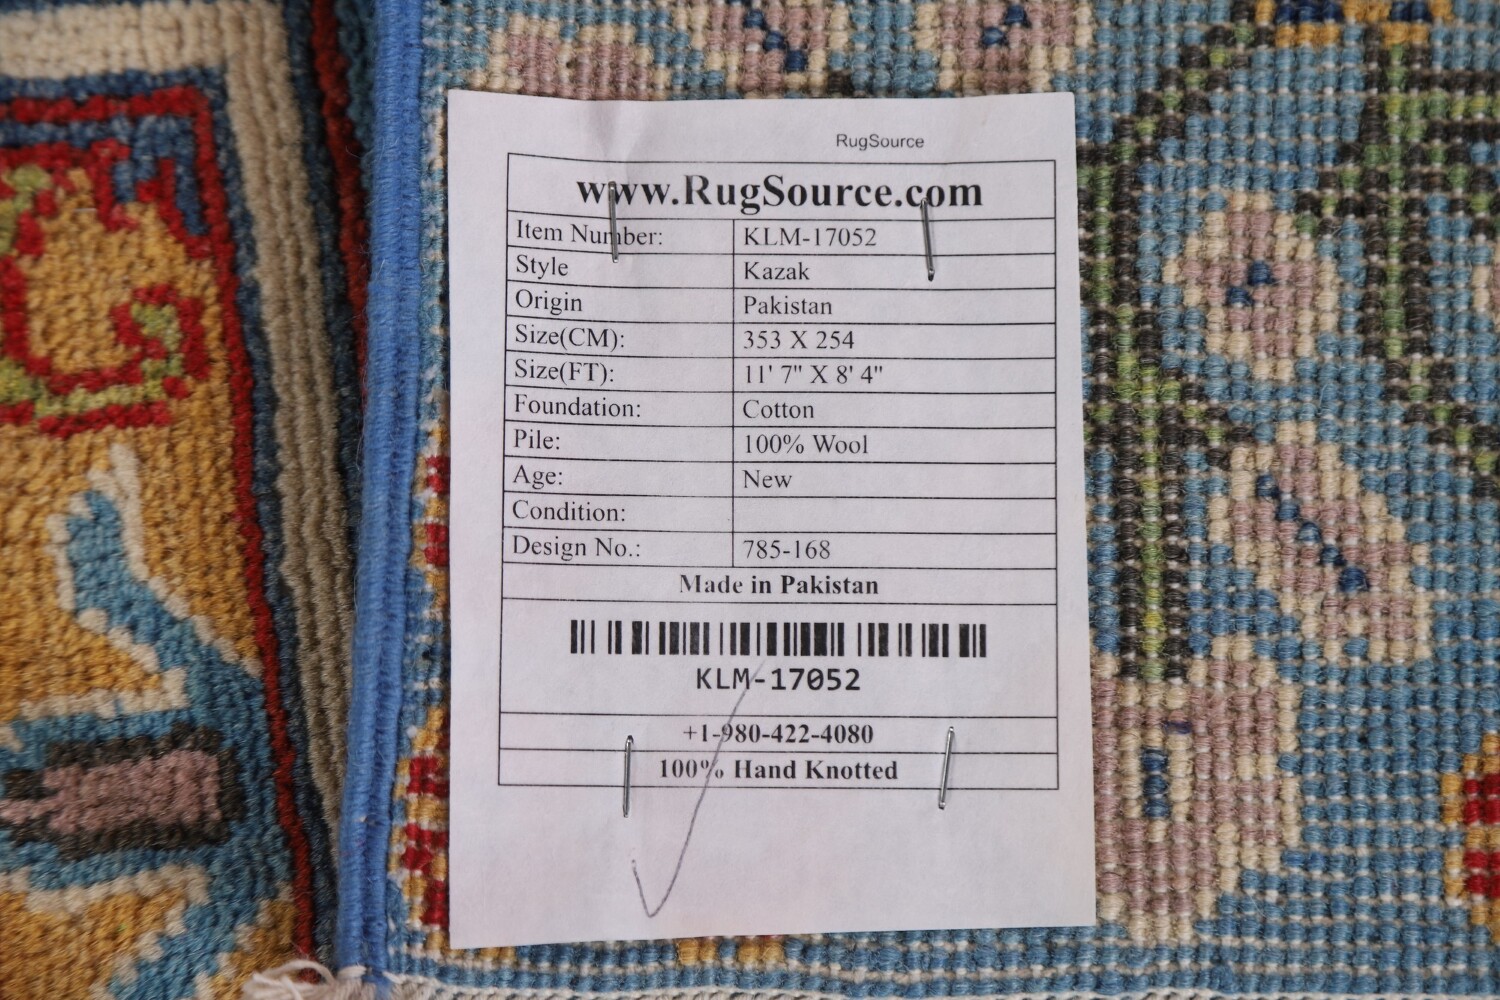 RugSource
www.RugSource.com
Item Number: KLM-17052
Style Kazak
Origin Pakistan
Size(CM): 353 X 254
Size(FT): 11' 7" X 8' 4"
Foundation: Cotton
Pile: 100% Wool
Age: New
Condition:
Design No.: 785-168
Made in Pakistan
KLM-17052
+1-980-422-4080
100% Hand Knotted